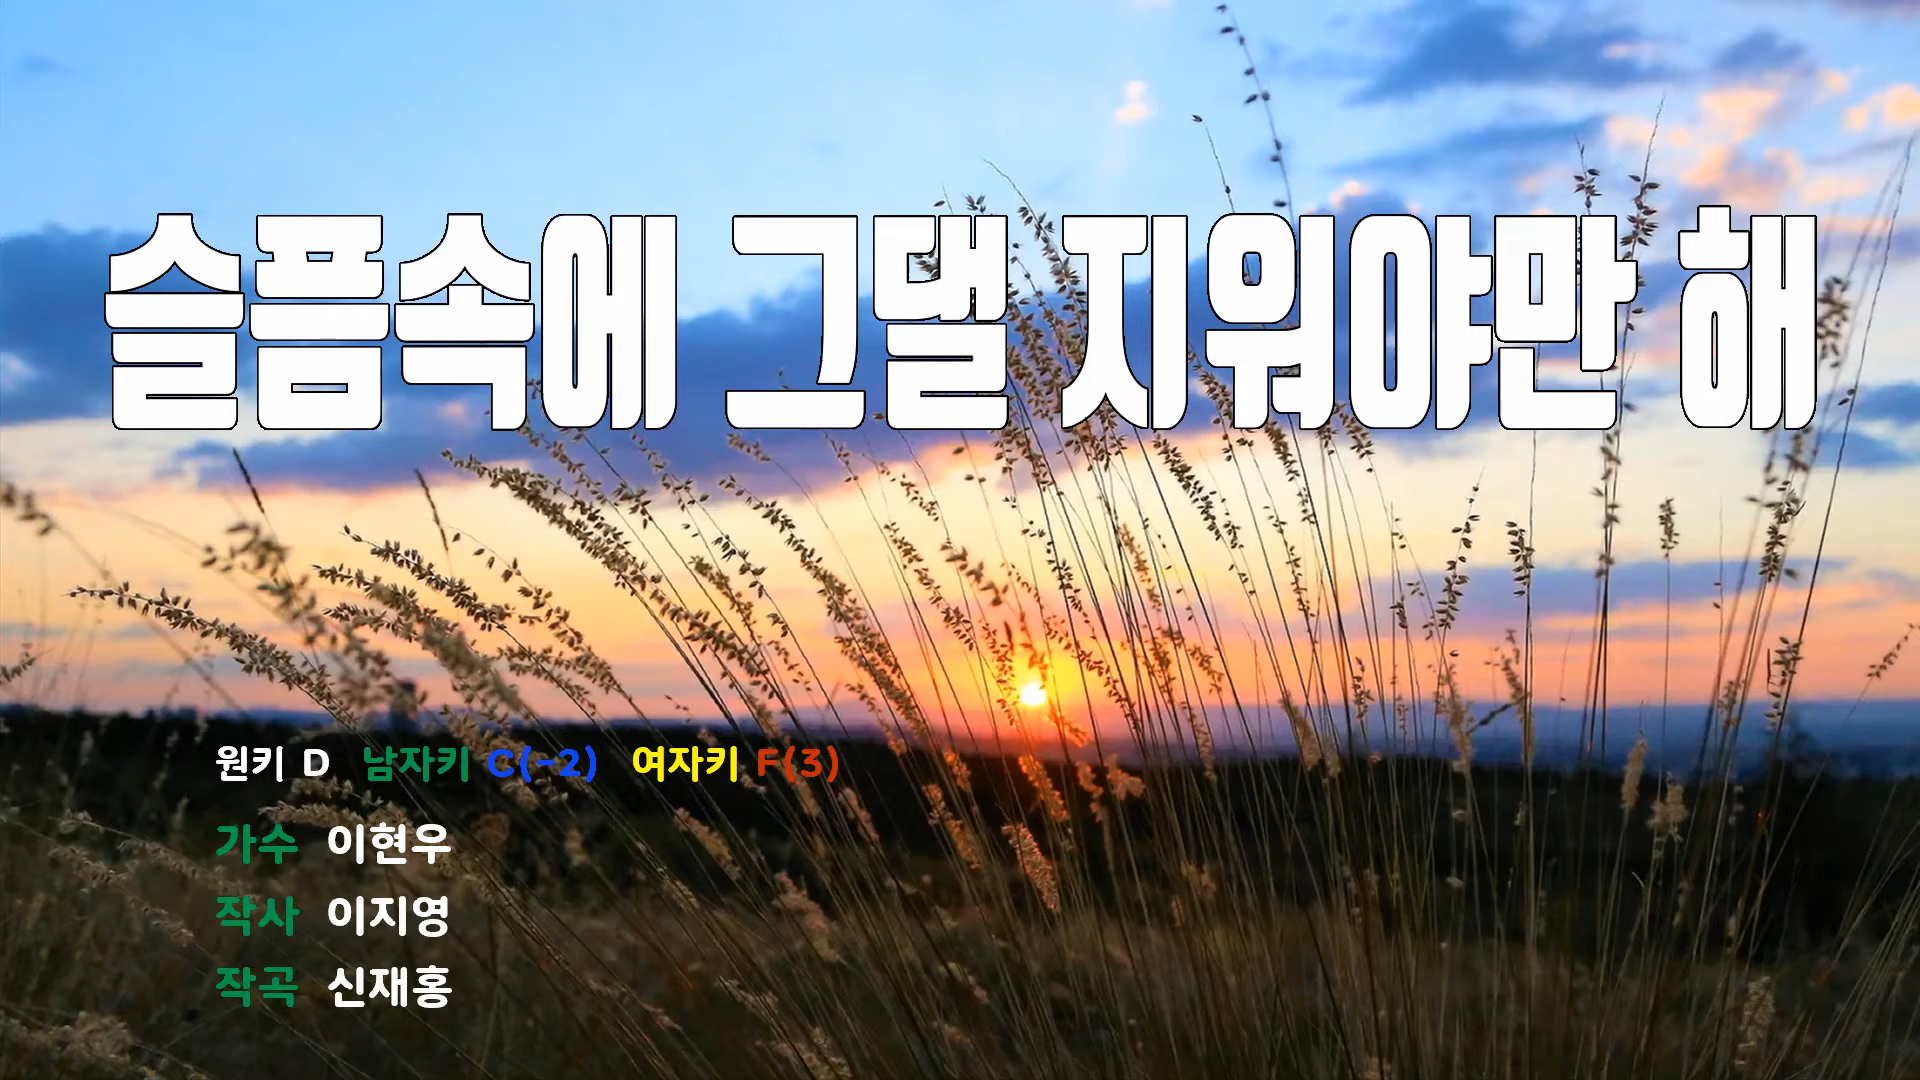 슬픔속에 그댈 지워야만 해
원키 D 남자키 C(-2) 여자키 F(3)
가수 이현우
작사 이지영
작곡 신재홍